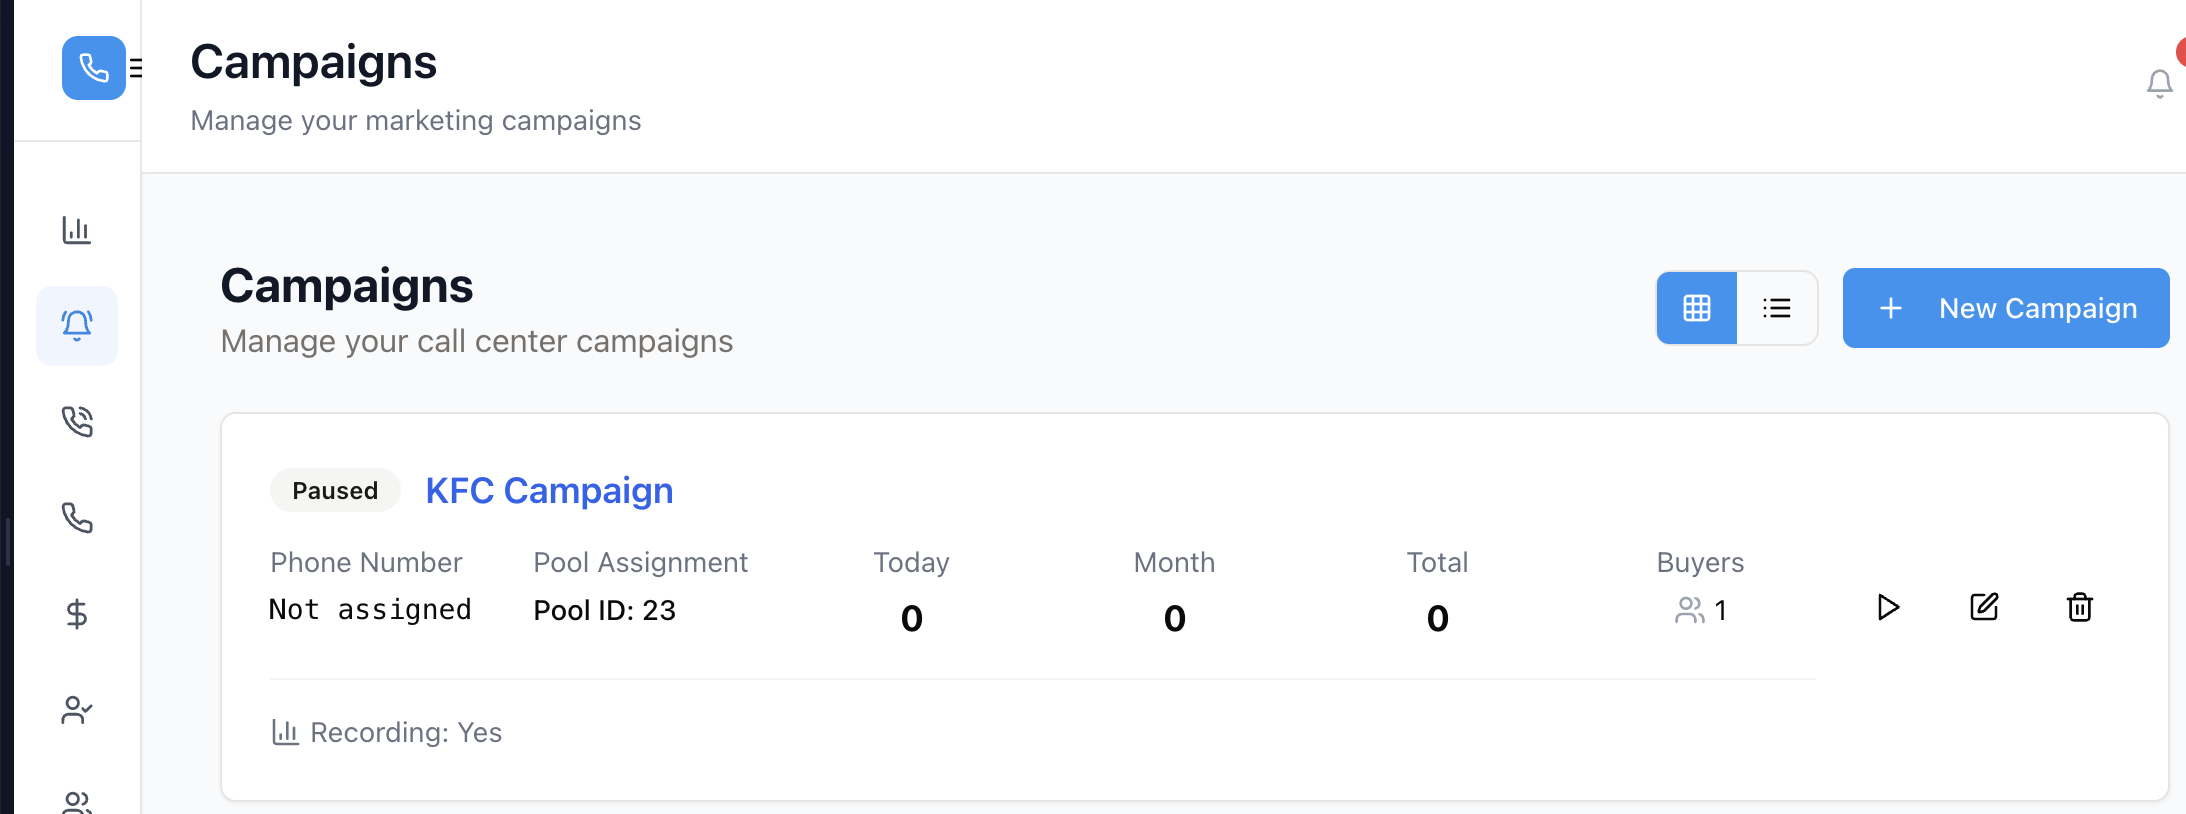 Campaigns
Manage your marketing campaigns
Campaigns
Manage your call center campaigns
New Campaign
Paused KFC Campaign
Phone Number Pool Assignment Today Month Total Buyers
Not assigned Pool ID: 23 0 0 0 1
Recording: Yes